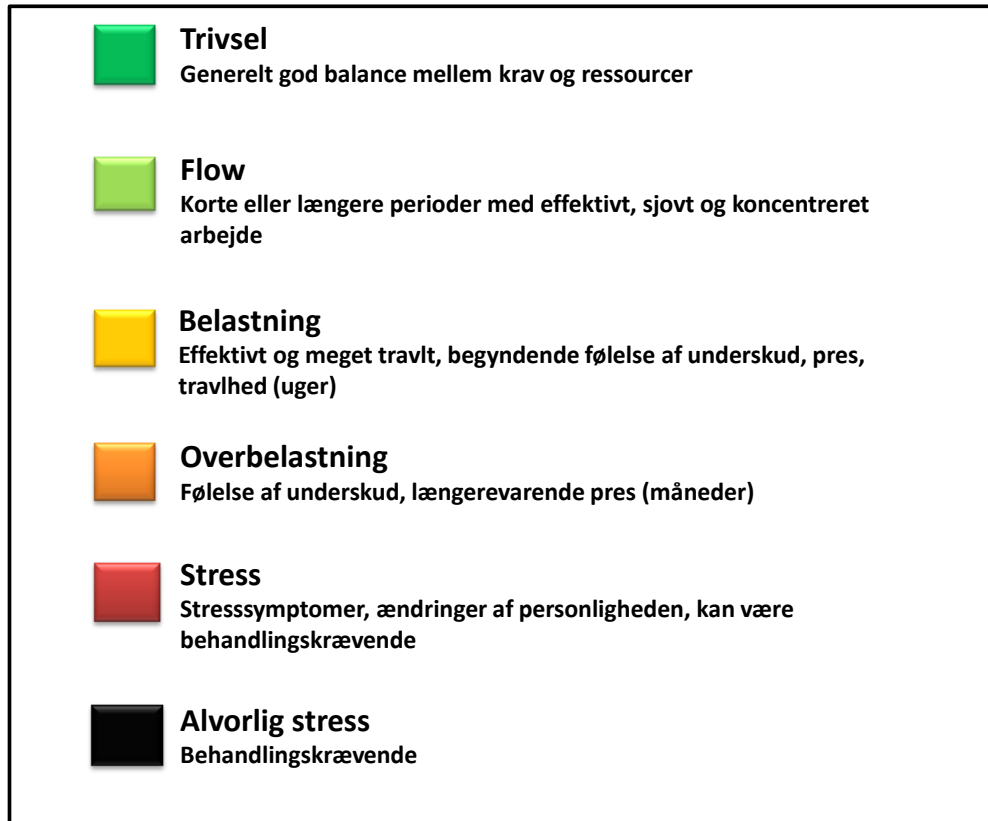 Trivsel
Generelt god balance mellem krav og ressourcer
Flow
Korte eller længere perioder med effektivt, sjovt og koncentreret
arbejde
Belastning
Effektivt og meget travlt, begyndende følelse af underskud, pres,
travlhed (uger)
Overbelastning
Følelse af underskud, længerevarende pres (måneder)
Stress
Stresssymptomer, ændringer af personligheden, kan være
behandlingskrævende
Alvorlig stress
Behandlingskrævende